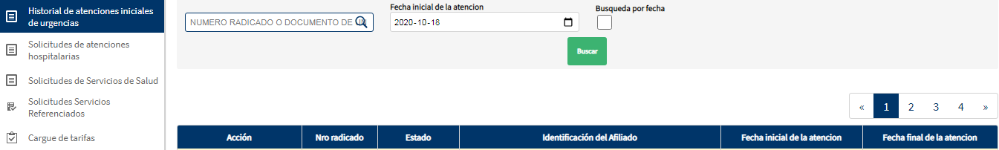 Historial de atenciones iniciales
de urgencias
Solicitudes de atenciones
hospitalarias
Solicitudes de Servicios de Salud
Solicitudes Servicios
Referenciados
Cargue de tarifas
NUMERO RADICADO O DOCUMENTO DE
Fecha inicial de la atencion
2020-10-18
Busqueda por fecha
Buscar
« 1 2 3 4 »
Acción Nro radicado Estado Identificación del Afiliado Fecha inicial de la atencion Fecha final de la atencion